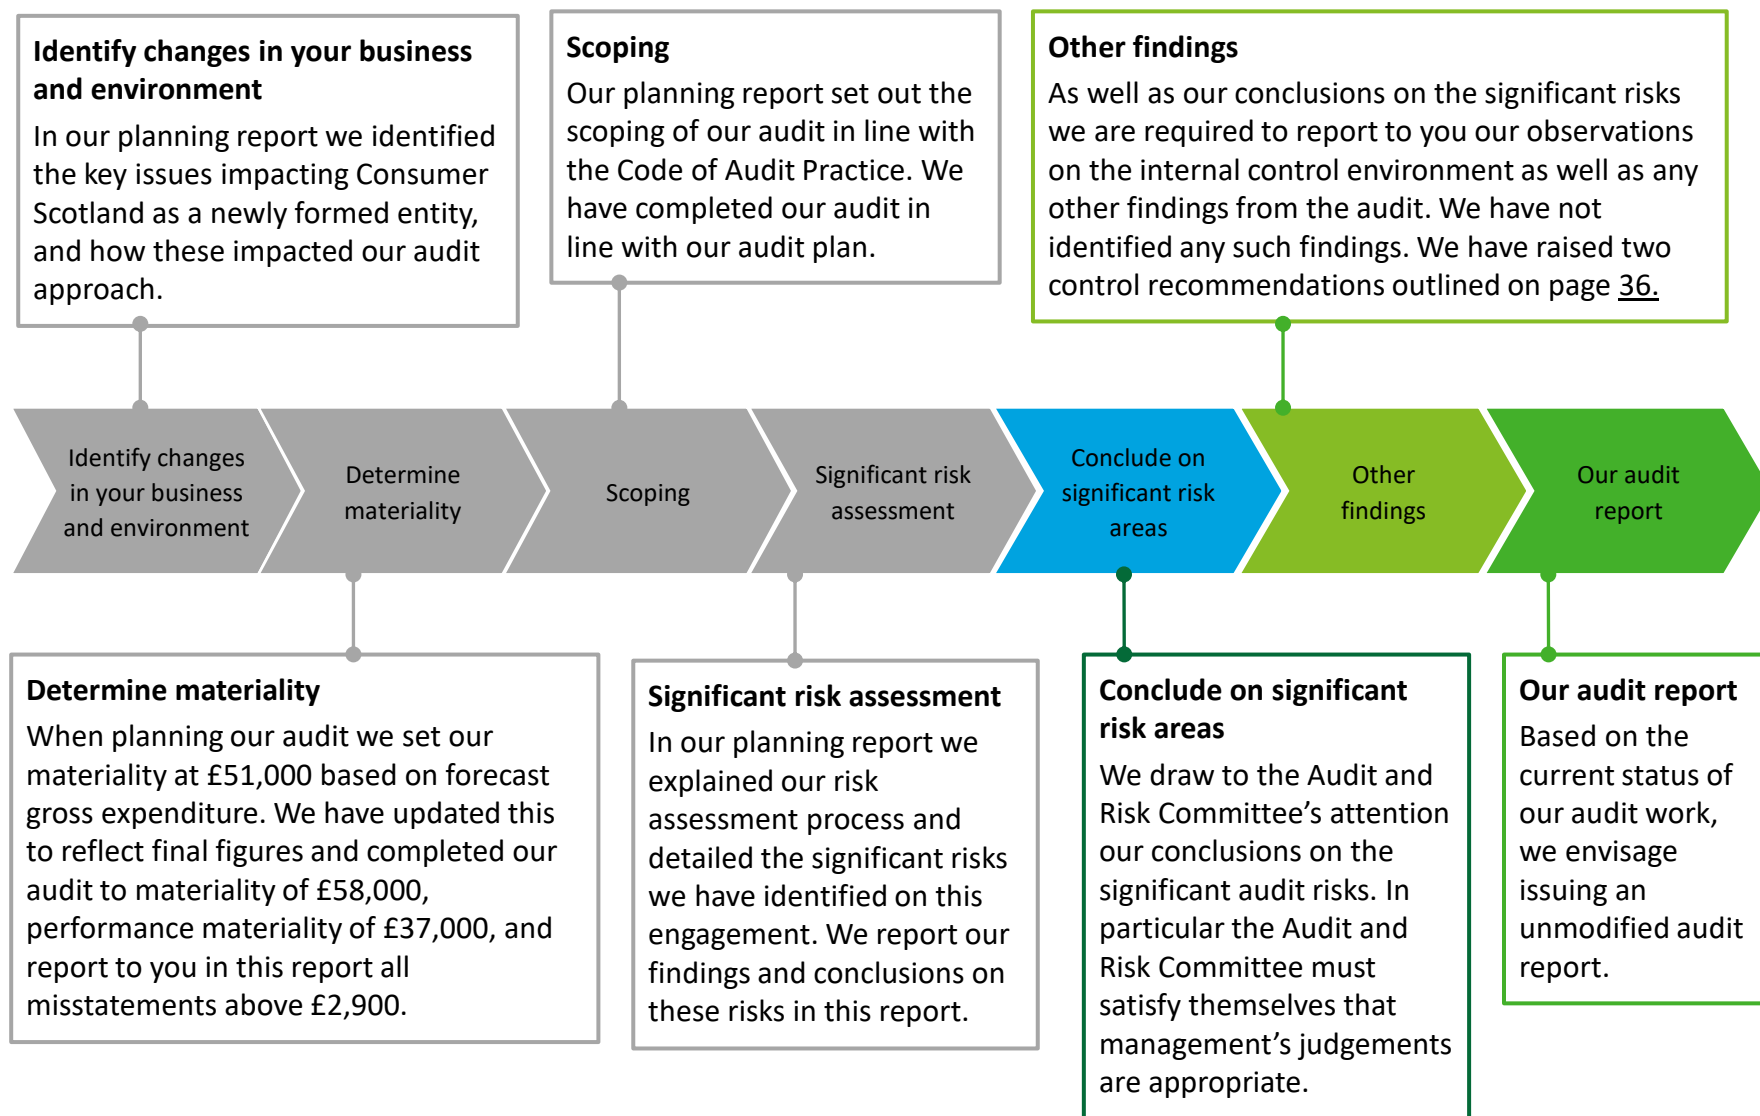 Identify changes in your business
and environment
In our planning report we identified
the key issues impacting Consumer
Scotland as a newly formed entity,
and how these impacted our audit
approach.
Scoping
Our planning report set out the
scoping of our audit in line with
the Code of Audit Practice. We
have completed our audit in
line with our audit plan.
Other findings
As well as our conclusions on the significant risks
we are required to report to you our observations
on the internal control environment as well as any
other findings from the audit. We have not
identified any such findings. We have raised two
control recommendations outlined on page 36.
Identify changes
in your business
and environment
Determine
materiality
Scoping
Significant risk
assessment
Conclude on
significant risk
areas
Other
findings
Our audit
report
Determine materiality
When planning our audit we set our
materiality at £51,000 based on forecast
gross expenditure. We have updated this
to reflect final figures and completed our
audit to materiality of £58,000,
performance materiality of £37,000, and
report to you in this report all
misstatements above £2,900.
Significant risk assessment
In our planning report we
explained our risk
assessment process and
detailed the significant risks
we have identified on this
engagement. We report our
findings and conclusions on
these risks in this report.
Conclude on significant
risk areas
We draw to the Audit and
Risk Committee’s attention
our conclusions on the
significant audit risks. In
particular the Audit and
Risk Committee must
satisfy themselves that
management’s judgements
are appropriate.
Our audit report
Based on the
current status of
our audit work,
we envisage
issuing an
unmodified audit
report.